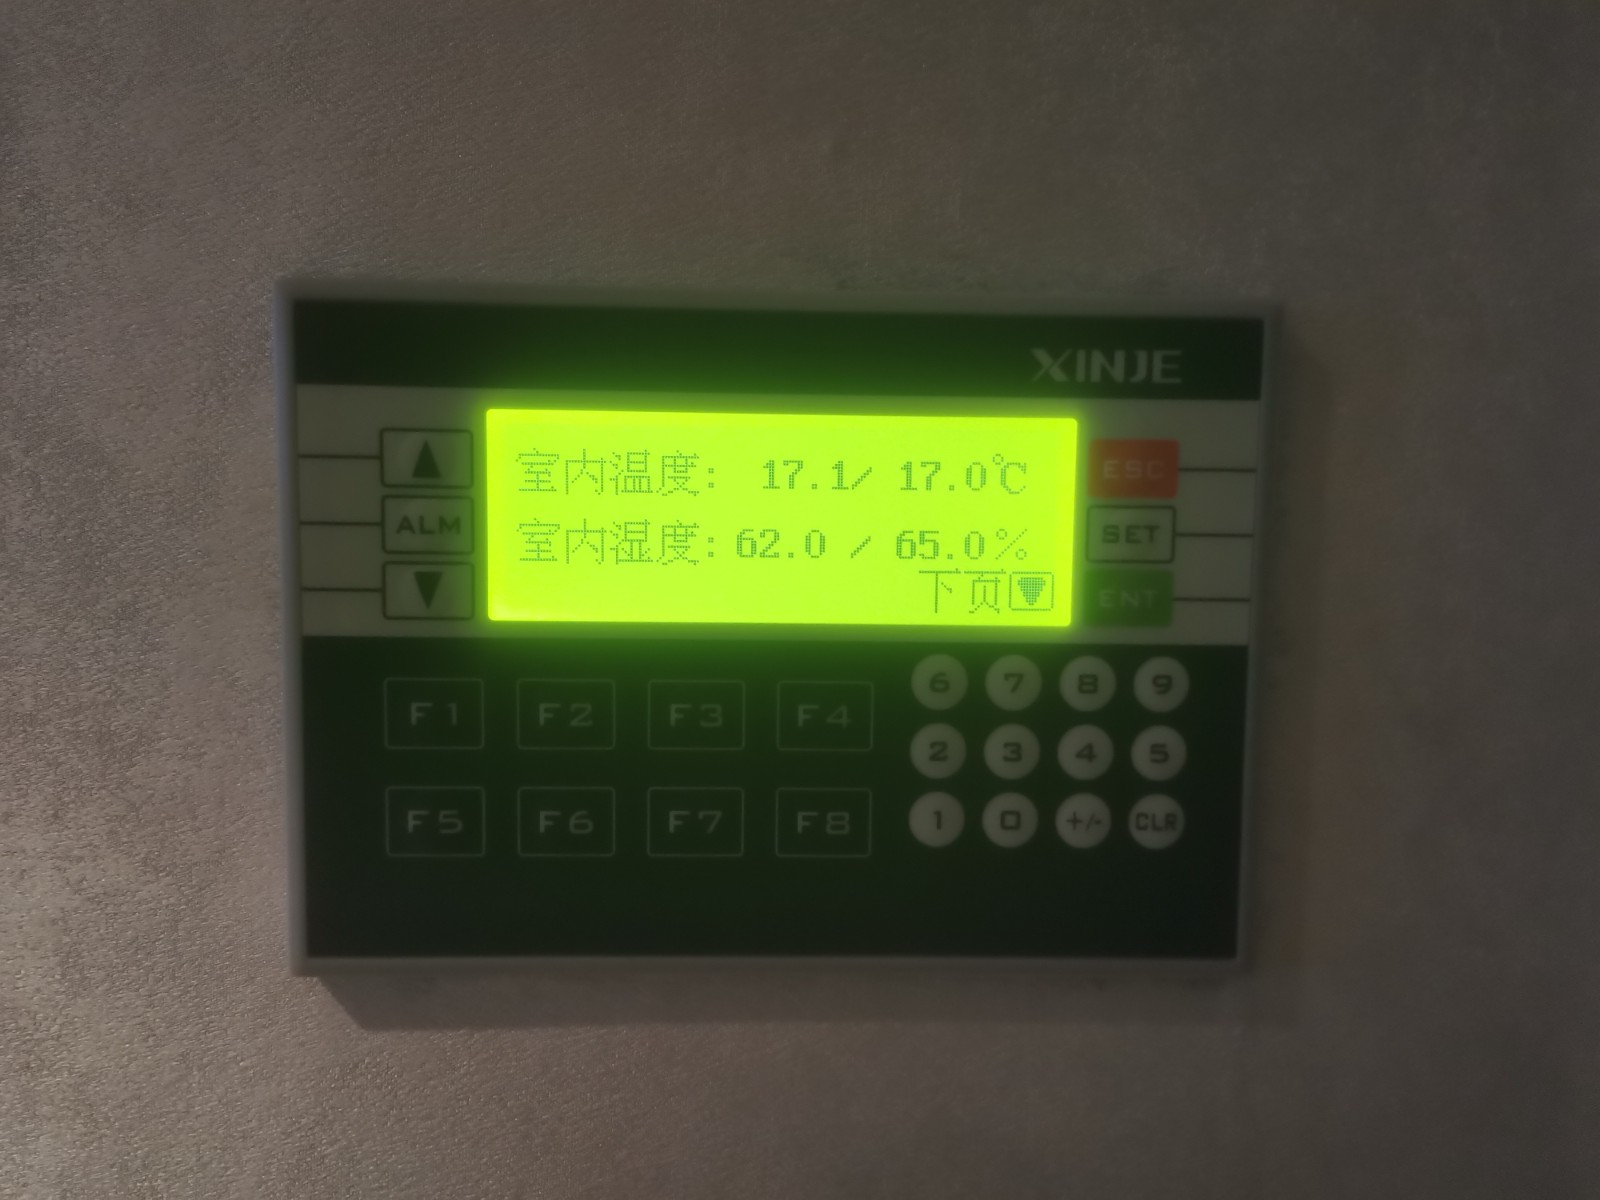 XINJE
室内温度: 17.1/ 17.0℃
室内湿度: 62.0 / 65.0%
下页
ALM
ESC
SET
ENT
F1 F2 F3 F4
F5 F6 F7 F8
6 7 8 9
2 3 4 5
1 0 +/- CLR